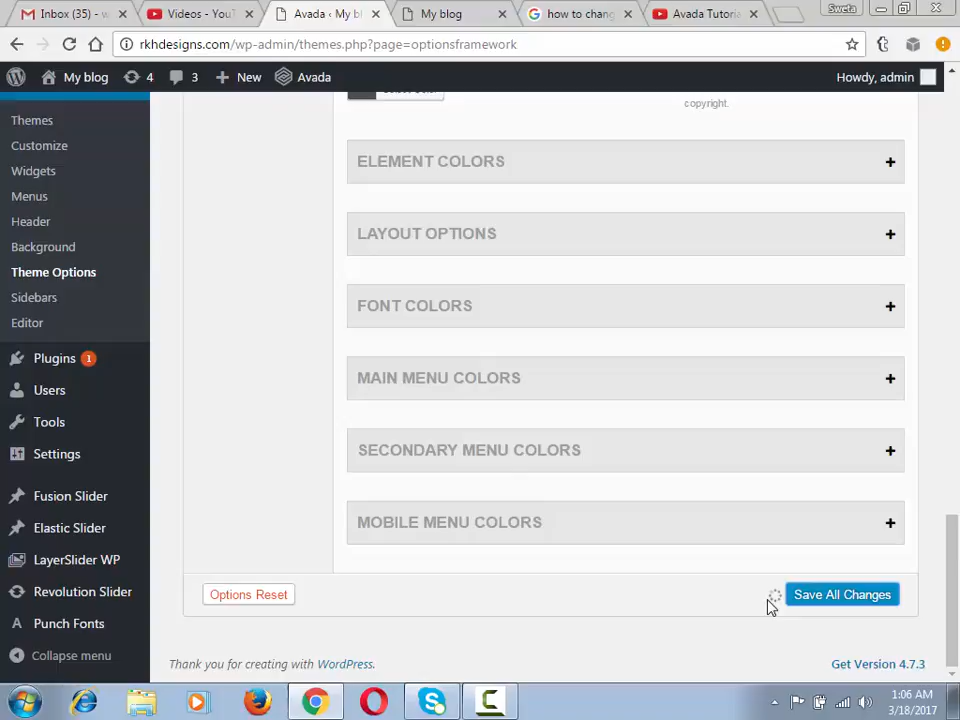 Inbox (35) - w
Videos - YouT
Avada ‹ My b
My blog
how to chang
Avada Tutoria
Sweta
rkhdesigns.com/wp-admin/themes.php?page=optionsframework
My blog
4
3
New
Avada
Howdy, admin
Themes
Customize
Widgets
Menus
Header
Background
Theme Options
Sidebars
Editor
Plugins 1
Users
Tools
Settings
Fusion Slider
Elastic Slider
LayerSlider WP
Revolution Slider
Punch Fonts
Collapse menu
copyright.
ELEMENT COLORS
LAYOUT OPTIONS
FONT COLORS
MAIN MENU COLORS
SECONDARY MENU COLORS
MOBILE MENU COLORS
Options Reset
Save All Changes
Thank you for creating with WordPress.
Get Version 4.7.3
1:06 AM
3/18/2017